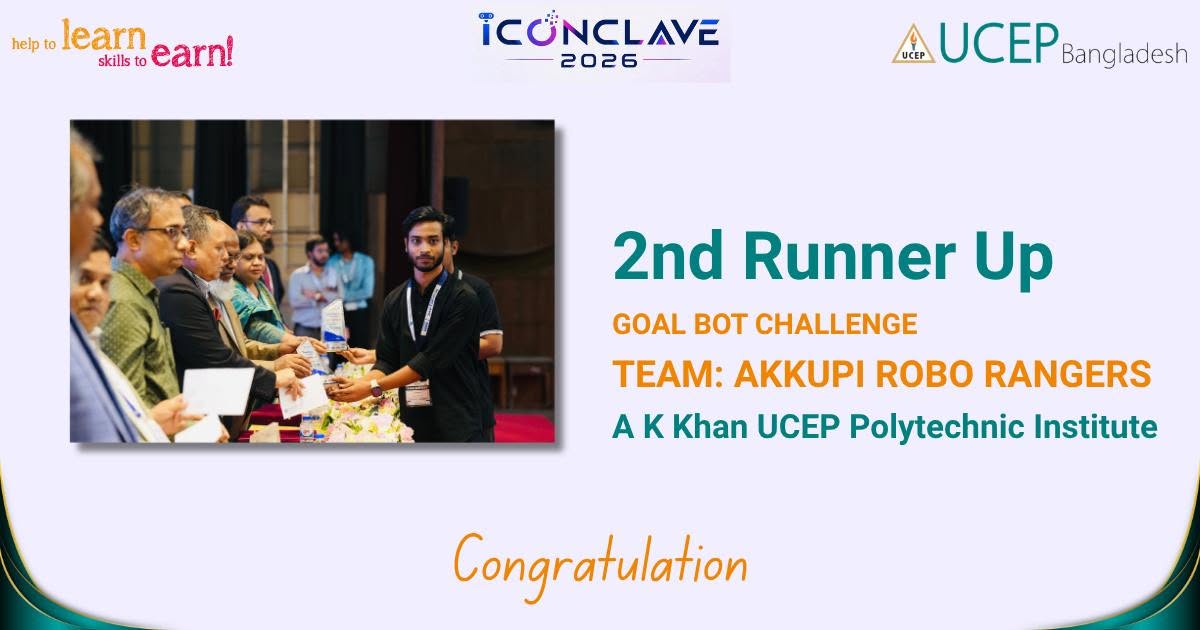 help to learn
skills to earn!
iCONCLAVE
2026
UCEP
UCEP Bangladesh
2nd Runner Up
GOAL BOT CHALLENGE
TEAM: AKKUPI ROBO RANGERS
A K Khan UCEP Polytechnic Institute
Congratulation